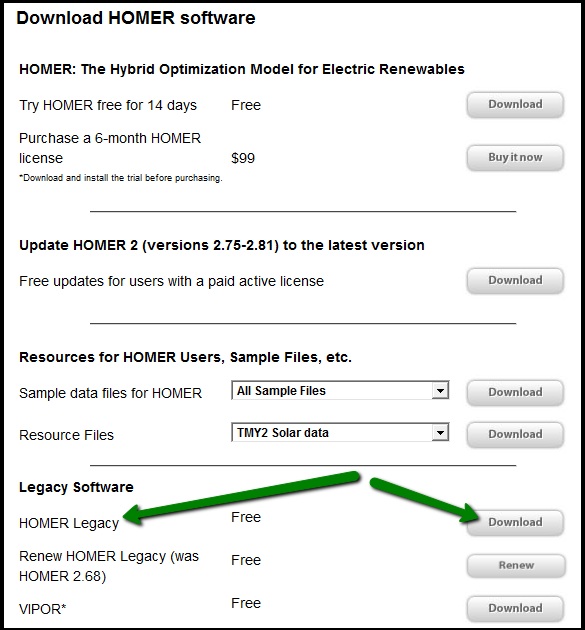 Download HOMER software
HOMER: The Hybrid Optimization Model for Electric Renewables
Try HOMER free for 14 days Free Download
Purchase a 6-month HOMER
license $99 Buy it now
*Download and install the trial before purchasing.
Update HOMER 2 (versions 2.75-2.81) to the latest version
Free updates for users with a paid active license Download
Resources for HOMER Users, Sample Files, etc.
Sample data files for HOMER All Sample Files Download
Resource Files TMY2 Solar data Download
Legacy Software
HOMER Legacy Free Download
Renew HOMER Legacy (was Free Renew
HOMER 2.68)
VIPOR* Free Download